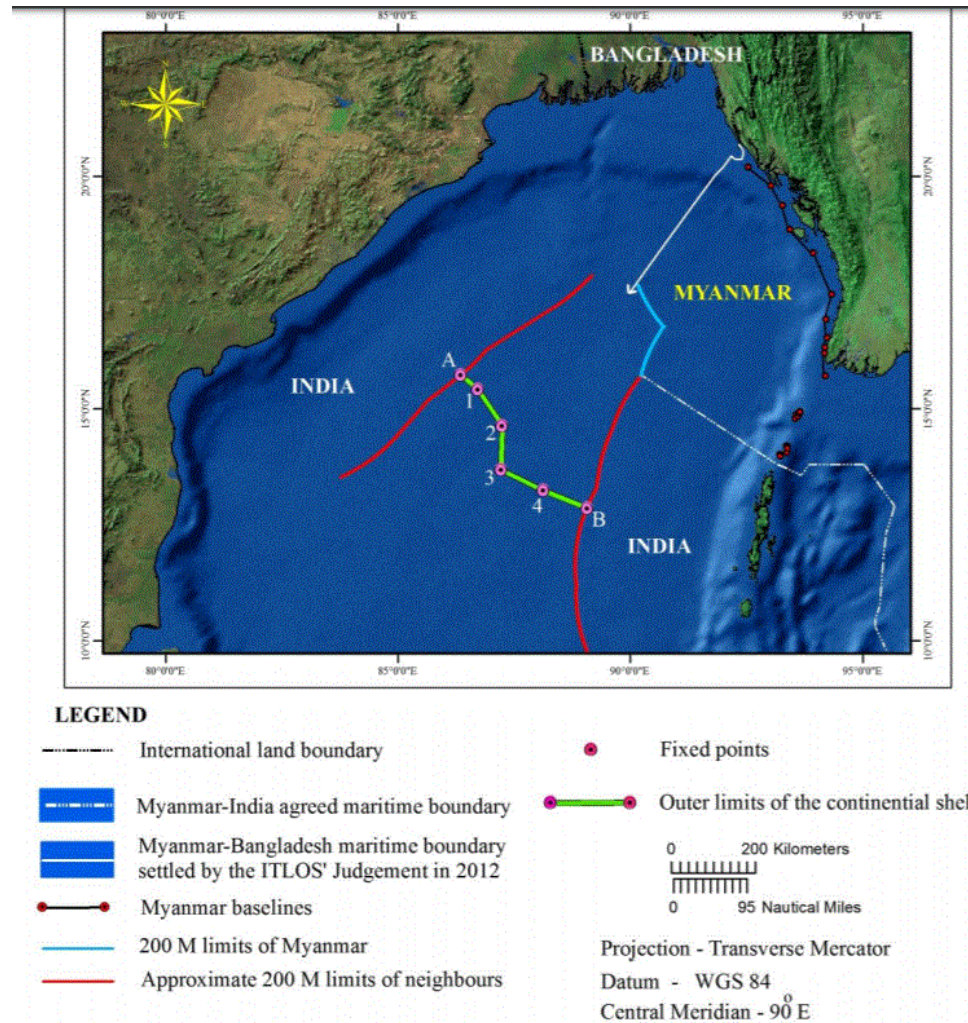 80°0'0"E 85°0'0"E 90°0'0"E 95°0'0"E
BANGLADESH
N
20°0'0"N 20°0'0"N
MYANMAR
A
INDIA
1
15°0'0"N 15°0'0"N
2
3
4
B
INDIA
10°0'0"N 10°0'0"N
80°0'0"E 85°0'0"E 90°0'0"E 95°0'0"E
LEGEND
International land boundary
Myanmar-India agreed maritime boundary
Myanmar-Bangladesh maritime boundary
settled by the ITLOS' Judgement in 2012
Myanmar baselines
200 M limits of Myanmar
Approximate 200 M limits of neighbours
Fixed points
Outer limits of the continential shel
0 200 Kilometers
0 95 Nautical Miles
Projection - Transverse Mercator
Datum - WGS 84
Central Meridian - 90° E